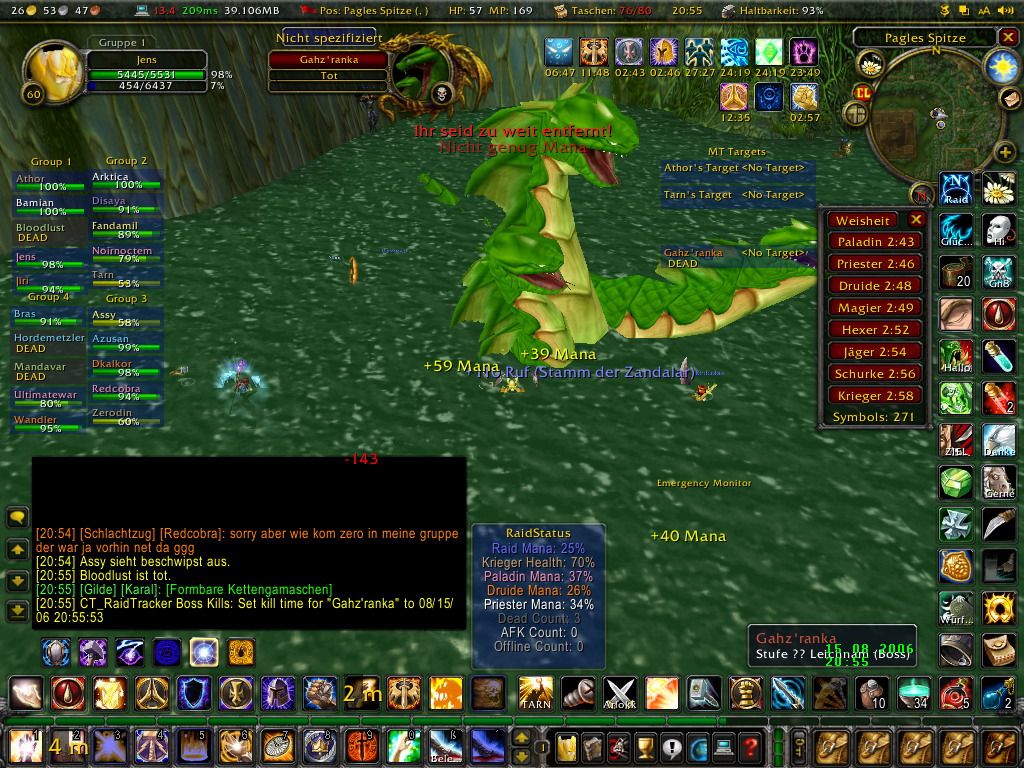 26 53 47 13.4 209ms 39.106MB Pos: Pagles Spitze (, ) HP: 57 MP: 169 Taschen: 76/80 20:55 Haltbarkeit: 93%
Gruppe 1
Jens
5445/5531 98%
454/6437 7%
60
Nicht spezifiziert
Gahz'ranka
Tot
06:47 11:48 02:43 02:46 27:27 24:19 24:19 23:49
12:35 02:57
Pagles Spitze
N
Ihr seid zu weit entfernt!
Nicht genug Mana
MT Targets
Athor's Target <No Target>
Tarn's Target <No Target>
Gahz'ranka <No Target>
DEAD
Group 1
Athor
100%
Bamian
100%
Bloodlust
DEAD
Jens
98%
Jiri
94%
Group 2
Arktica
100%
Disaya
91%
Fandamil
89%
Noirnoctem
79%
Tarn
53%
Group 4
Bras
91%
Hordemetzler
DEAD
Mandavar
DEAD
Ultimatewar
80%
Wandler
95%
Group 3
Assy
58%
Azusan
99%
Dkalkor
98%
Redcobra
94%
Zerodin
60%
Weisheit
Paladin 2:43
Priester 2:46
Druide 2:48
Magier 2:49
Hexer 2:52
Jäger 2:54
Schurke 2:56
Krieger 2:58
Symbols: 271
Raid
Hi
20
Hallo
2
ZIEL
Danke
Gerne
+59 Mana
+39 Mana
Ruf (Stamm der Zandalar)
-143
Emergency Monitor
+40 Mana
[20:54] [Schlachtzug] [Redcobra]: sorry aber wie kom zero in meine gruppe
der war ja vorhin net da ggg
[20:54] Assy sieht beschwipst aus.
[20:55] Bloodlust ist tot.
[20:55] [Gilde] [Karal]: [Formbare Kettengamaschen]
[20:55] CT_RaidTracker Boss Kills: Set kill time for "Gahz'ranka" to 08/15/
06 20:55:53
RaidStatus
Raid Mana: 25%
Krieger Health: 70%
Paladin Mana: 37%
Druide Mana: 26%
Priester Mana: 34%
Dead Count: 3
AFK Count: 0
Offline Count: 0
Gahz'ranka
Stufe ?? Leichnam (Boss)
15.08.2006
20:55
2 m
TARN
10
34
5
2
4 m